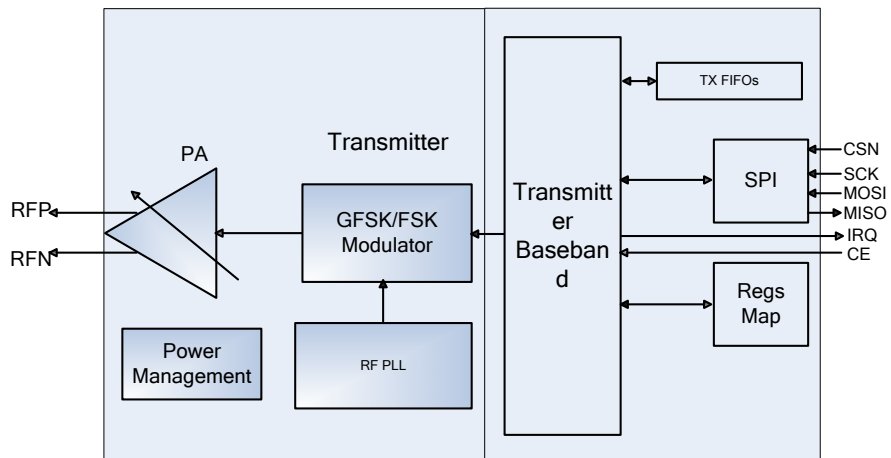 TX FIFOs
Transmitter
PA
CSN
SCK
MOSI
MISO
SPI
RFP
RFN
GFSK/FSK
Modulator
Transmitt
er
Baseban
d
IRQ
CE
Regs
Map
Power
Management
RF PLL